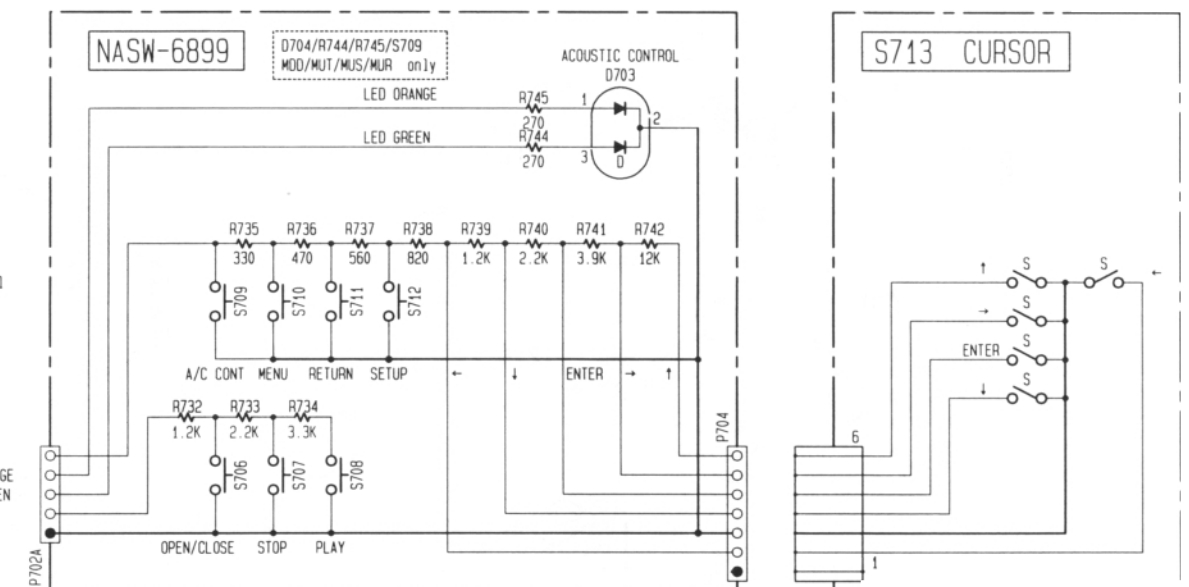 NASW-6899
D704/R744/R745/S709
MDD/MUT/MUS/MUR only
ACOUSTIC CONTROL
D703
S713 CURSOR
LED ORANGE
R745
270
1
2
LED GREEN
R744
270
3
D
R735 R736 R737 R738 R739 R740 R741 R742
330 470 560 820 1.2K 2.2K 3.9K 12K
S709 S710 S711 S712
A/C CONT MENU RETURN SETUP ← ↓ ENTER → ↑
R732 R733 R734
1.2K 2.2K 3.3K
S706 S707 S708
OPEN/CLOSE STOP PLAY
P702A
P704
↑ S S ←
→ S
ENTER S
↓ S
6
1
GE
EN